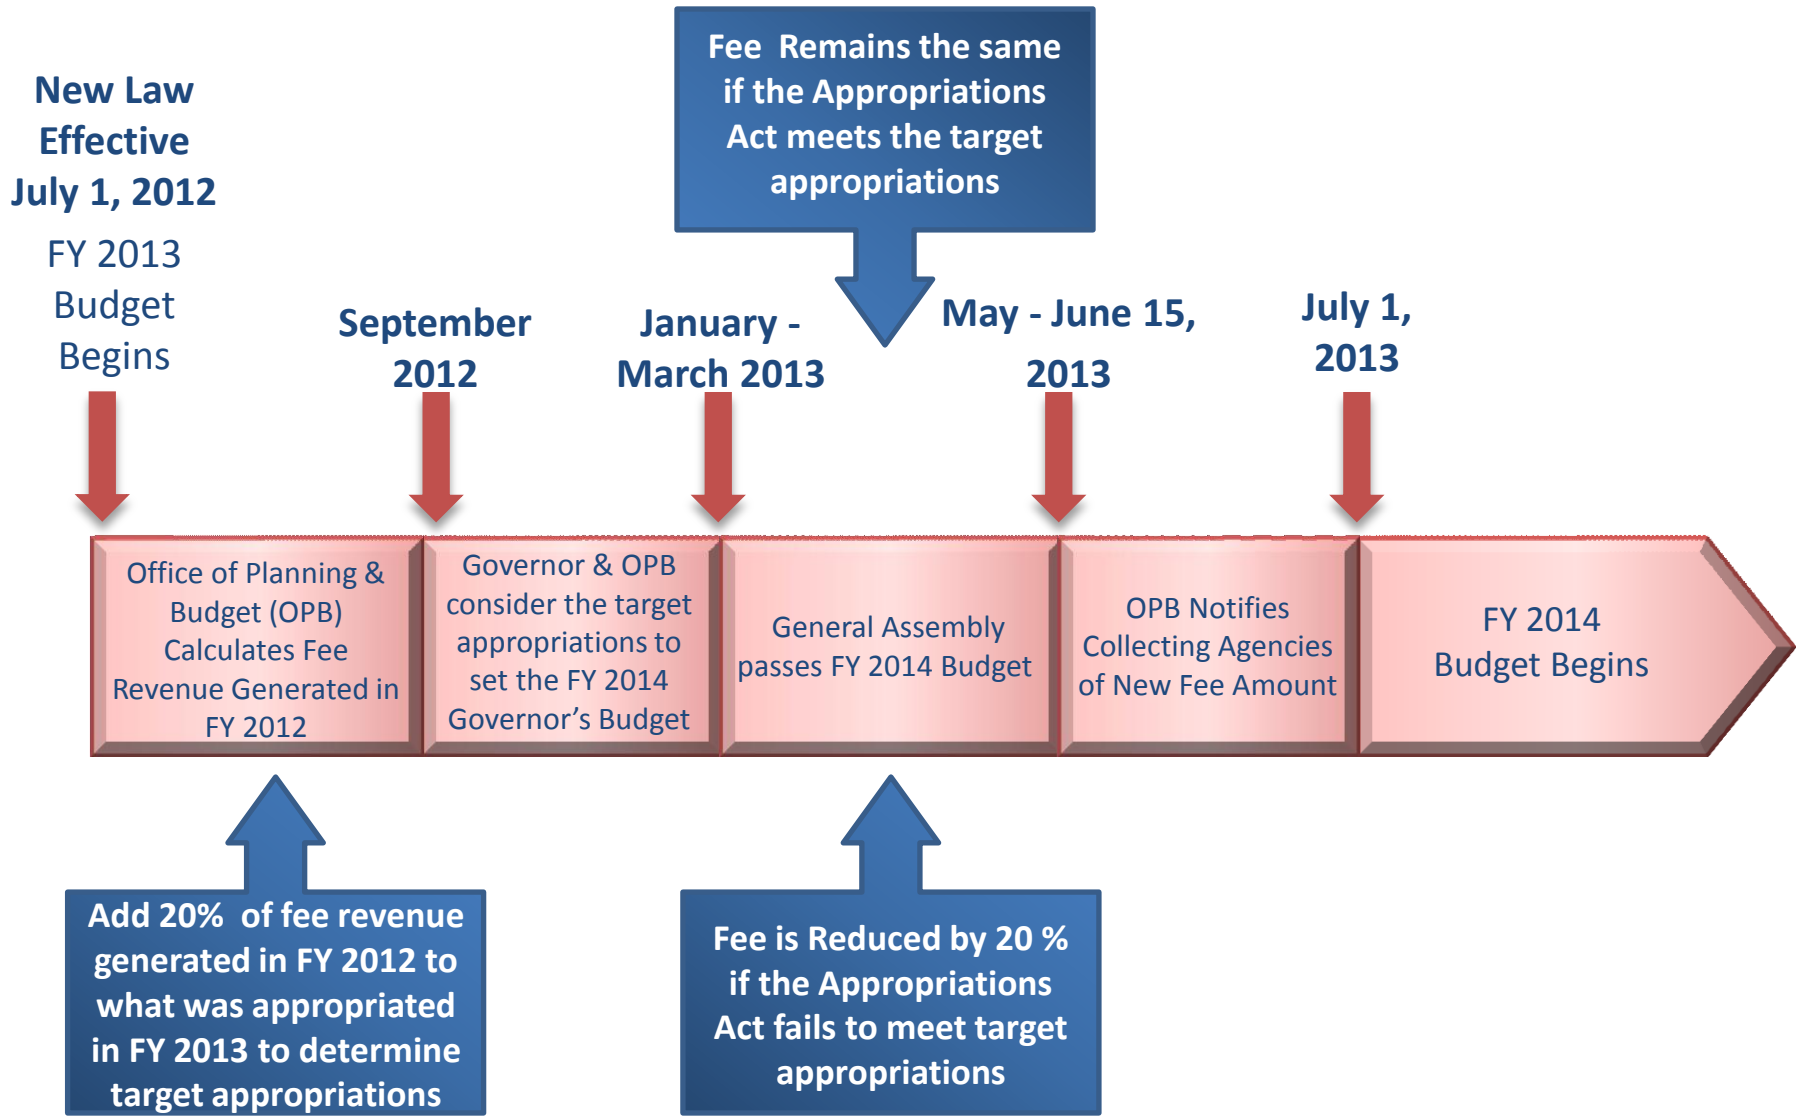 New Law
Effective
July 1, 2012
FY 2013
Budget
Begins
Fee Remains the same
if the Appropriations
Act meets the target
appropriations
September
2012
January -
March 2013
May - June 15,
2013
July 1,
2013
Office of Planning &
Budget (OPB)
Calculates Fee
Revenue Generated in
FY 2012
Governor & OPB
consider the target
appropriations to
set the FY 2014
Governor’s Budget
General Assembly
passes FY 2014 Budget
OPB Notifies
Collecting Agencies
of New Fee Amount
FY 2014
Budget Begins
Add 20% of fee revenue
generated in FY 2012 to
what was appropriated
in FY 2013 to determine
target appropriations
Fee is Reduced by 20 %
if the Appropriations
Act fails to meet target
appropriations